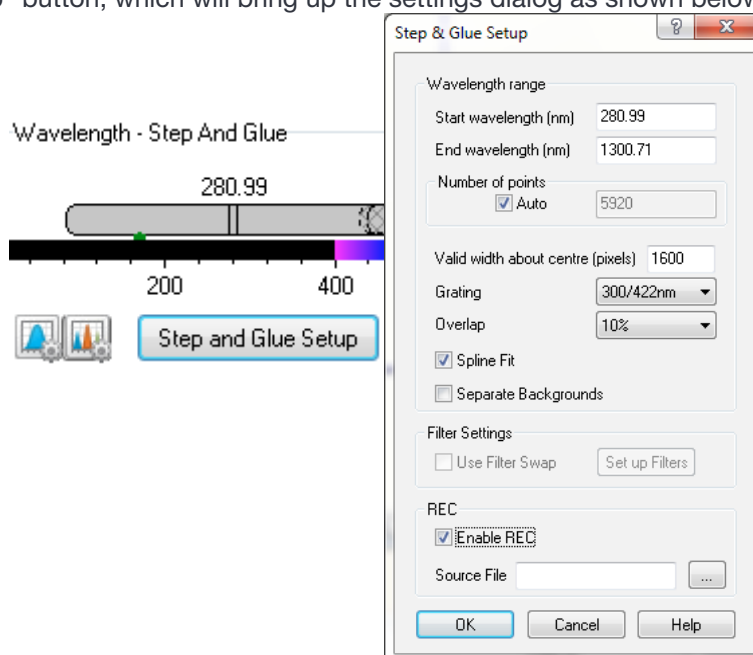 button, which will bring up the settings dialog as shown below
Step & Glue Setup
Wavelength range
Start wavelength (nm) 280.99
End wavelength (nm) 1300.71
Number of points
Auto 5920
Valid width about centre (pixels) 1600
Grating 300/422nm
Overlap 10%
Spline Fit
Separate Backgrounds
Filter Settings
Use Filter Swap Set up Filters
REC
Enable REC
Source File ...
OK Cancel Help
Wavelength - Step And Glue
280.99
200 400
Step and Glue Setup